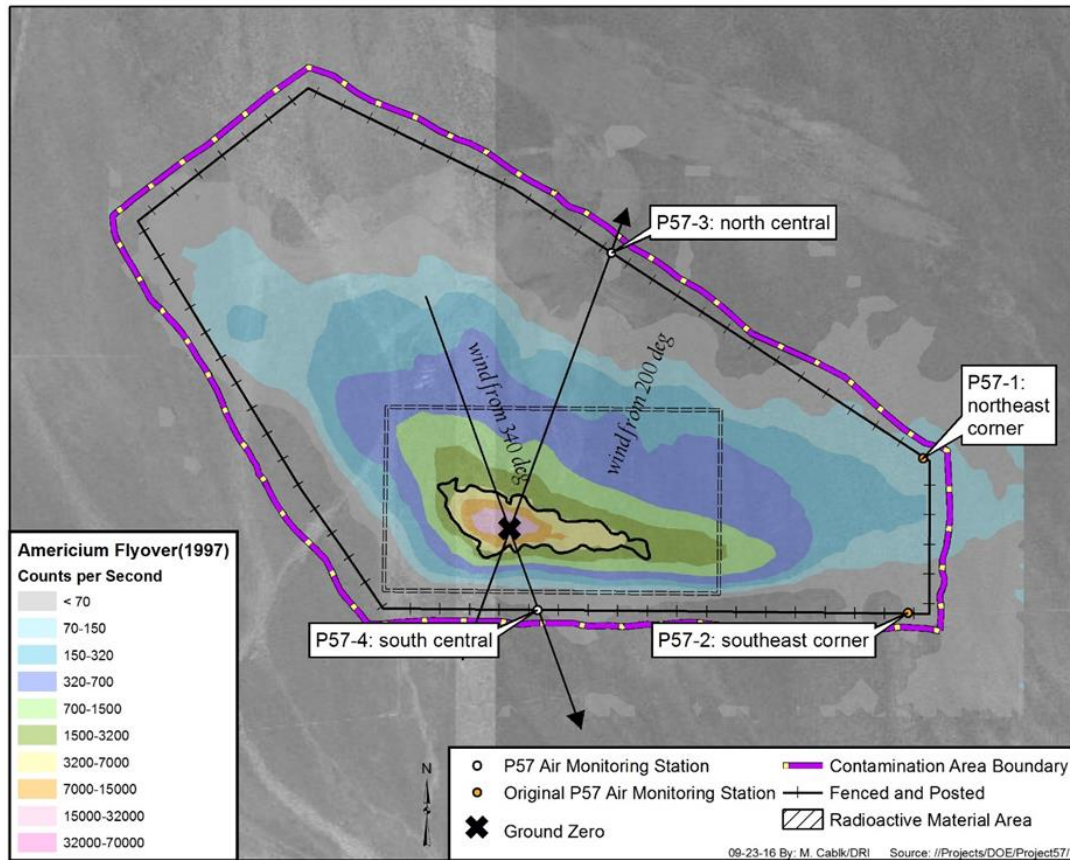 P57-3: north central
P57-1:
northeast
corner
wind from 340 deg
wind from 200 deg
P57-4: south central
P57-2: southeast corner
Americium Flyover(1997)
Counts per Second
< 70
70-150
150-320
320-700
700-1500
1500-3200
3200-7000
7000-15000
15000-32000
32000-70000
N
P57 Air Monitoring Station
Original P57 Air Monitoring Station
Ground Zero
Contamination Area Boundary
Fenced and Posted
Radioactive Material Area
09-23-16 By: M. Cablk/DRI Source: //Projects/DOE/Project57/